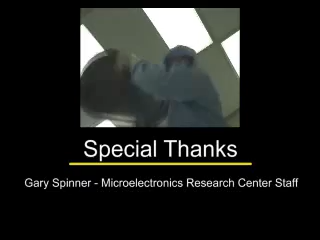 Special Thanks
Gary Spinner - Microelectronics Research Center Staff